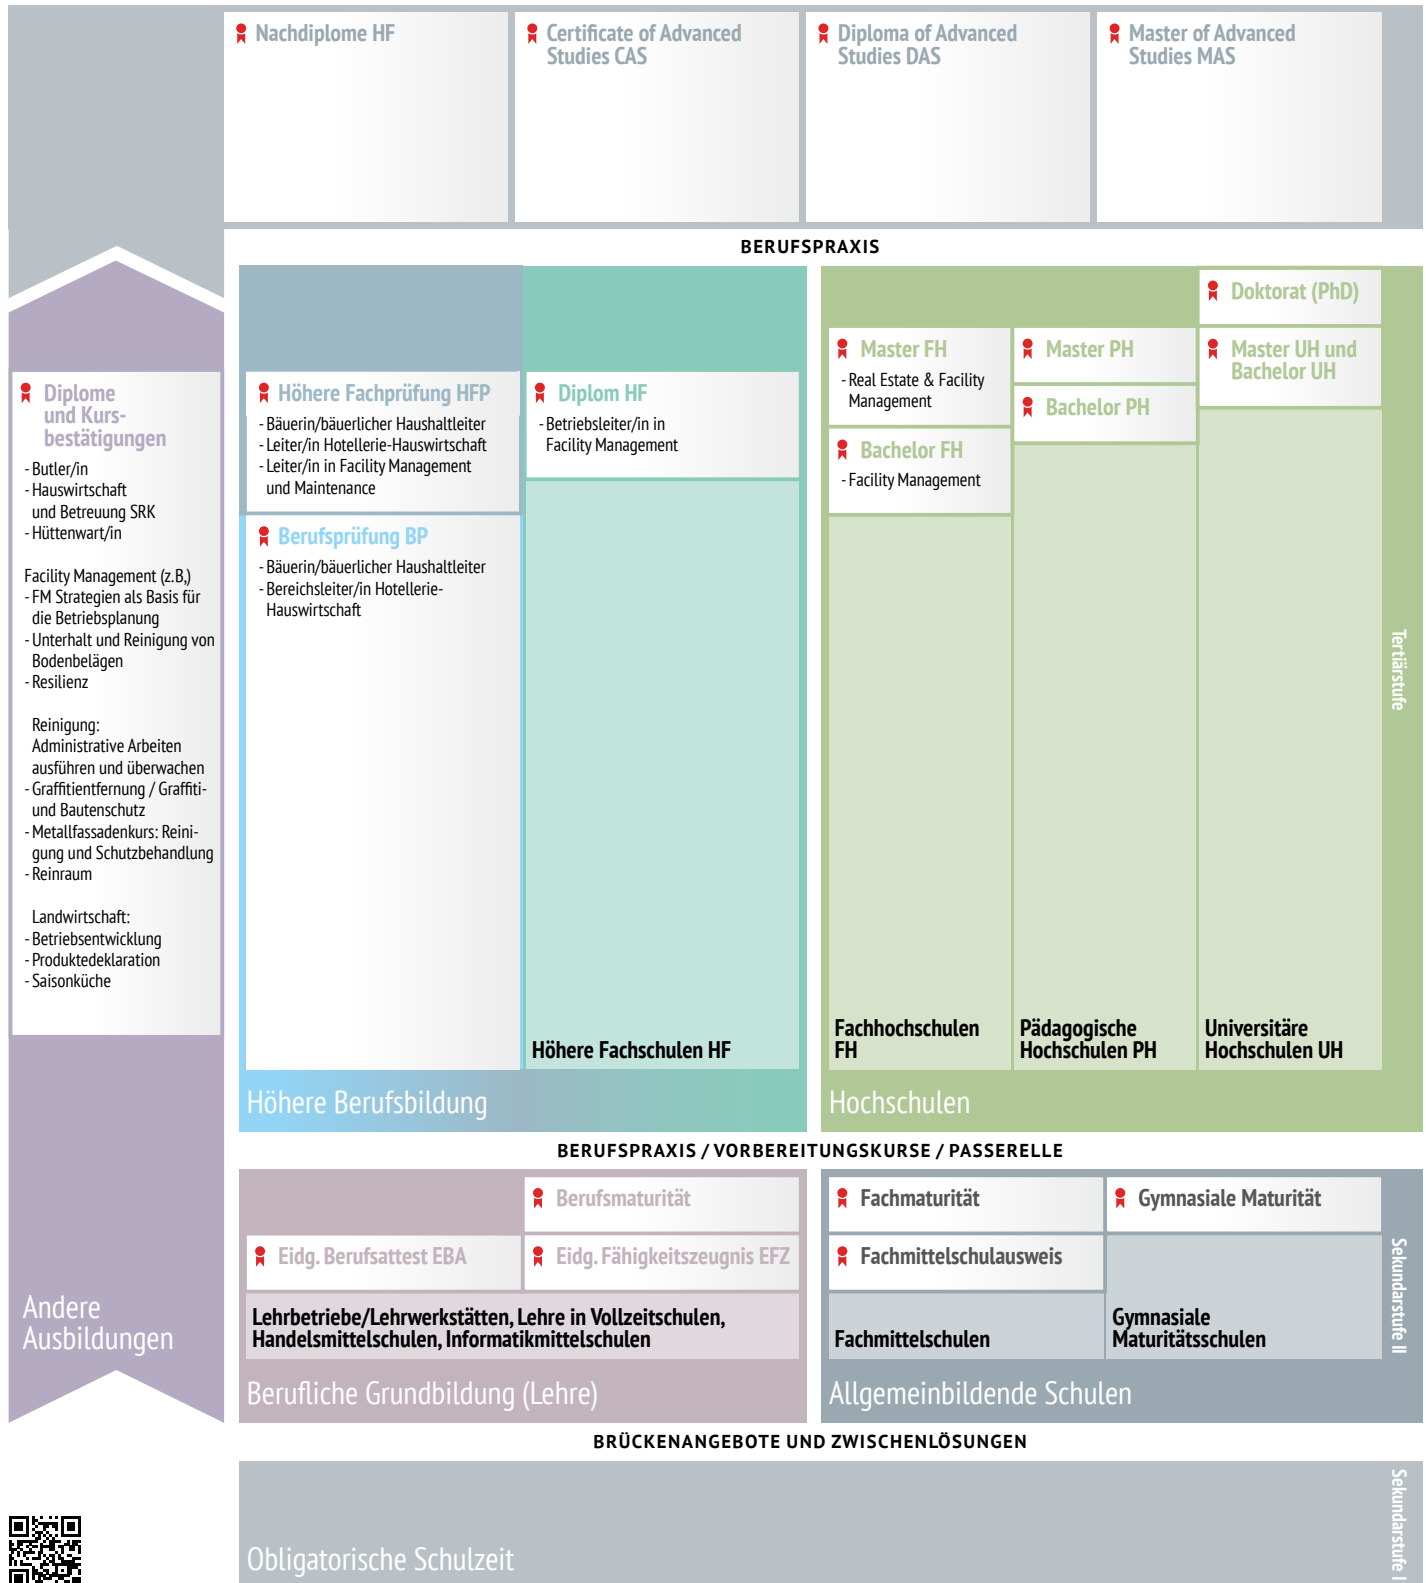 Nachdiplome HF
Certificate of Advanced
Studies CAS
Diploma of Advanced
Studies DAS
Master of Advanced
Studies MAS
BERUFSPRAXIS
Diplome
und Kurs-
bestätigungen
- Butler/in
- Hauswirtschaft
und Betreuung SRK
- Hüttenwart/in
Facility Management (z.B,)
- FM Strategien als Basis für
die Betriebsplanung
- Unterhalt und Reinigung von
Bodenbelägen
- Resilienz
Reinigung:
Administrative Arbeiten
ausführen und überwachen
- Graffitientfernung / Graffiti-
und Bautenschutz
- Metallfassadenkurs: Reini-
gung und Schutzbehandlung
- Reinraum
Landwirtschaft:
- Betriebsentwicklung
- Produktedeklaration
- Saisonküche
Andere
Ausbildungen
Höhere Fachprüfung HFP
- Bäuerin/bäuerlicher Haushaltleiter
- Leiter/in Hotellerie-Hauswirtschaft
- Leiter/in in Facility Management
und Maintenance
Berufsprüfung BP
- Bäuerin/bäuerlicher Haushaltleiter
- Bereichsleiter/in Hotellerie-
Hauswirtschaft
Diplom HF
- Betriebsleiter/in in
Facility Management
Höhere Fachschulen HF
Höhere Berufsbildung
Master FH
- Real Estate & Facility
Management
Bachelor FH
- Facility Management
Fachhochschulen
FH
Master PH
Bachelor PH
Pädagogische
Hochschulen PH
Doktorat (PhD)
Master UH und
Bachelor UH
Universitäre
Hochschulen UH
Hochschulen
Tertiärstufe
BERUFSPRAXIS / VORBEREITUNGSKURSE / PASSERELLE
Berufsmaturität
Eidg. Berufsattest EBA
Eidg. Fähigkeitszeugnis EFZ
Lehrbetriebe/Lehrwerkstätten, Lehre in Vollzeitschulen,
Handelsmittelschulen, Informatikmittelschulen
Berufliche Grundbildung (Lehre)
Fachmaturität
Gymnasiale Maturität
Fachmittelschulausweis
Fachmittelschulen
Gymnasiale
Maturitätsschulen
Allgemeinbildende Schulen
Sekundarstufe II
BRÜCKENANGEBOTE UND ZWISCHENLÖSUNGEN
Obligatorische Schulzeit
Sekundarstufe I